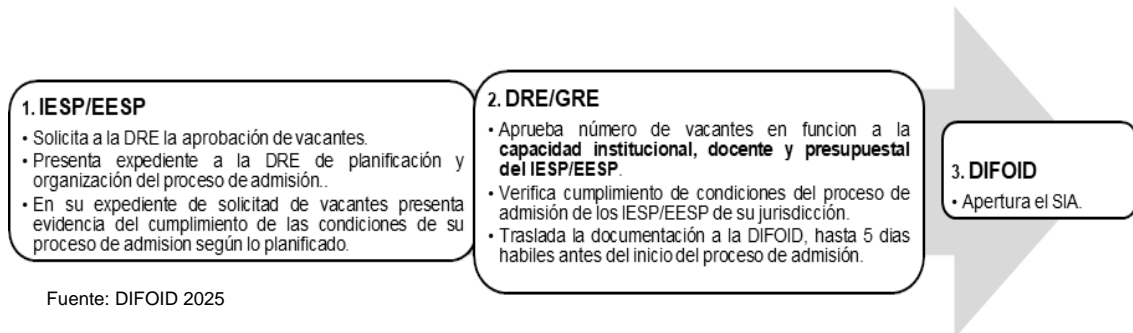 1. IESP/EESP
• Solicita a la DRE la aprobación de vacantes.
• Presenta expediente a la DRE de planificación y
organización del proceso de admisión..
• En su expediente de solicitud de vacantes presenta
evidencia del cumplimiento de las condiciones de su
proceso de admision según lo planificado.
2. DRE/GRE
• Aprueba número de vacantes en funcion a la
capacidad institucional, docente y presupuestal
del IESP/EESP.
• Verifica cumplimiento de condiciones del proceso de
admisión de los IESP/EESP de su jurisdicción.
• Traslada la documentación a la DIFOID, hasta 5 dias
habiles antes del inicio del proceso de admisión.
3. DIFOID
• Apertura el SIA.
Fuente: DIFOID 2025